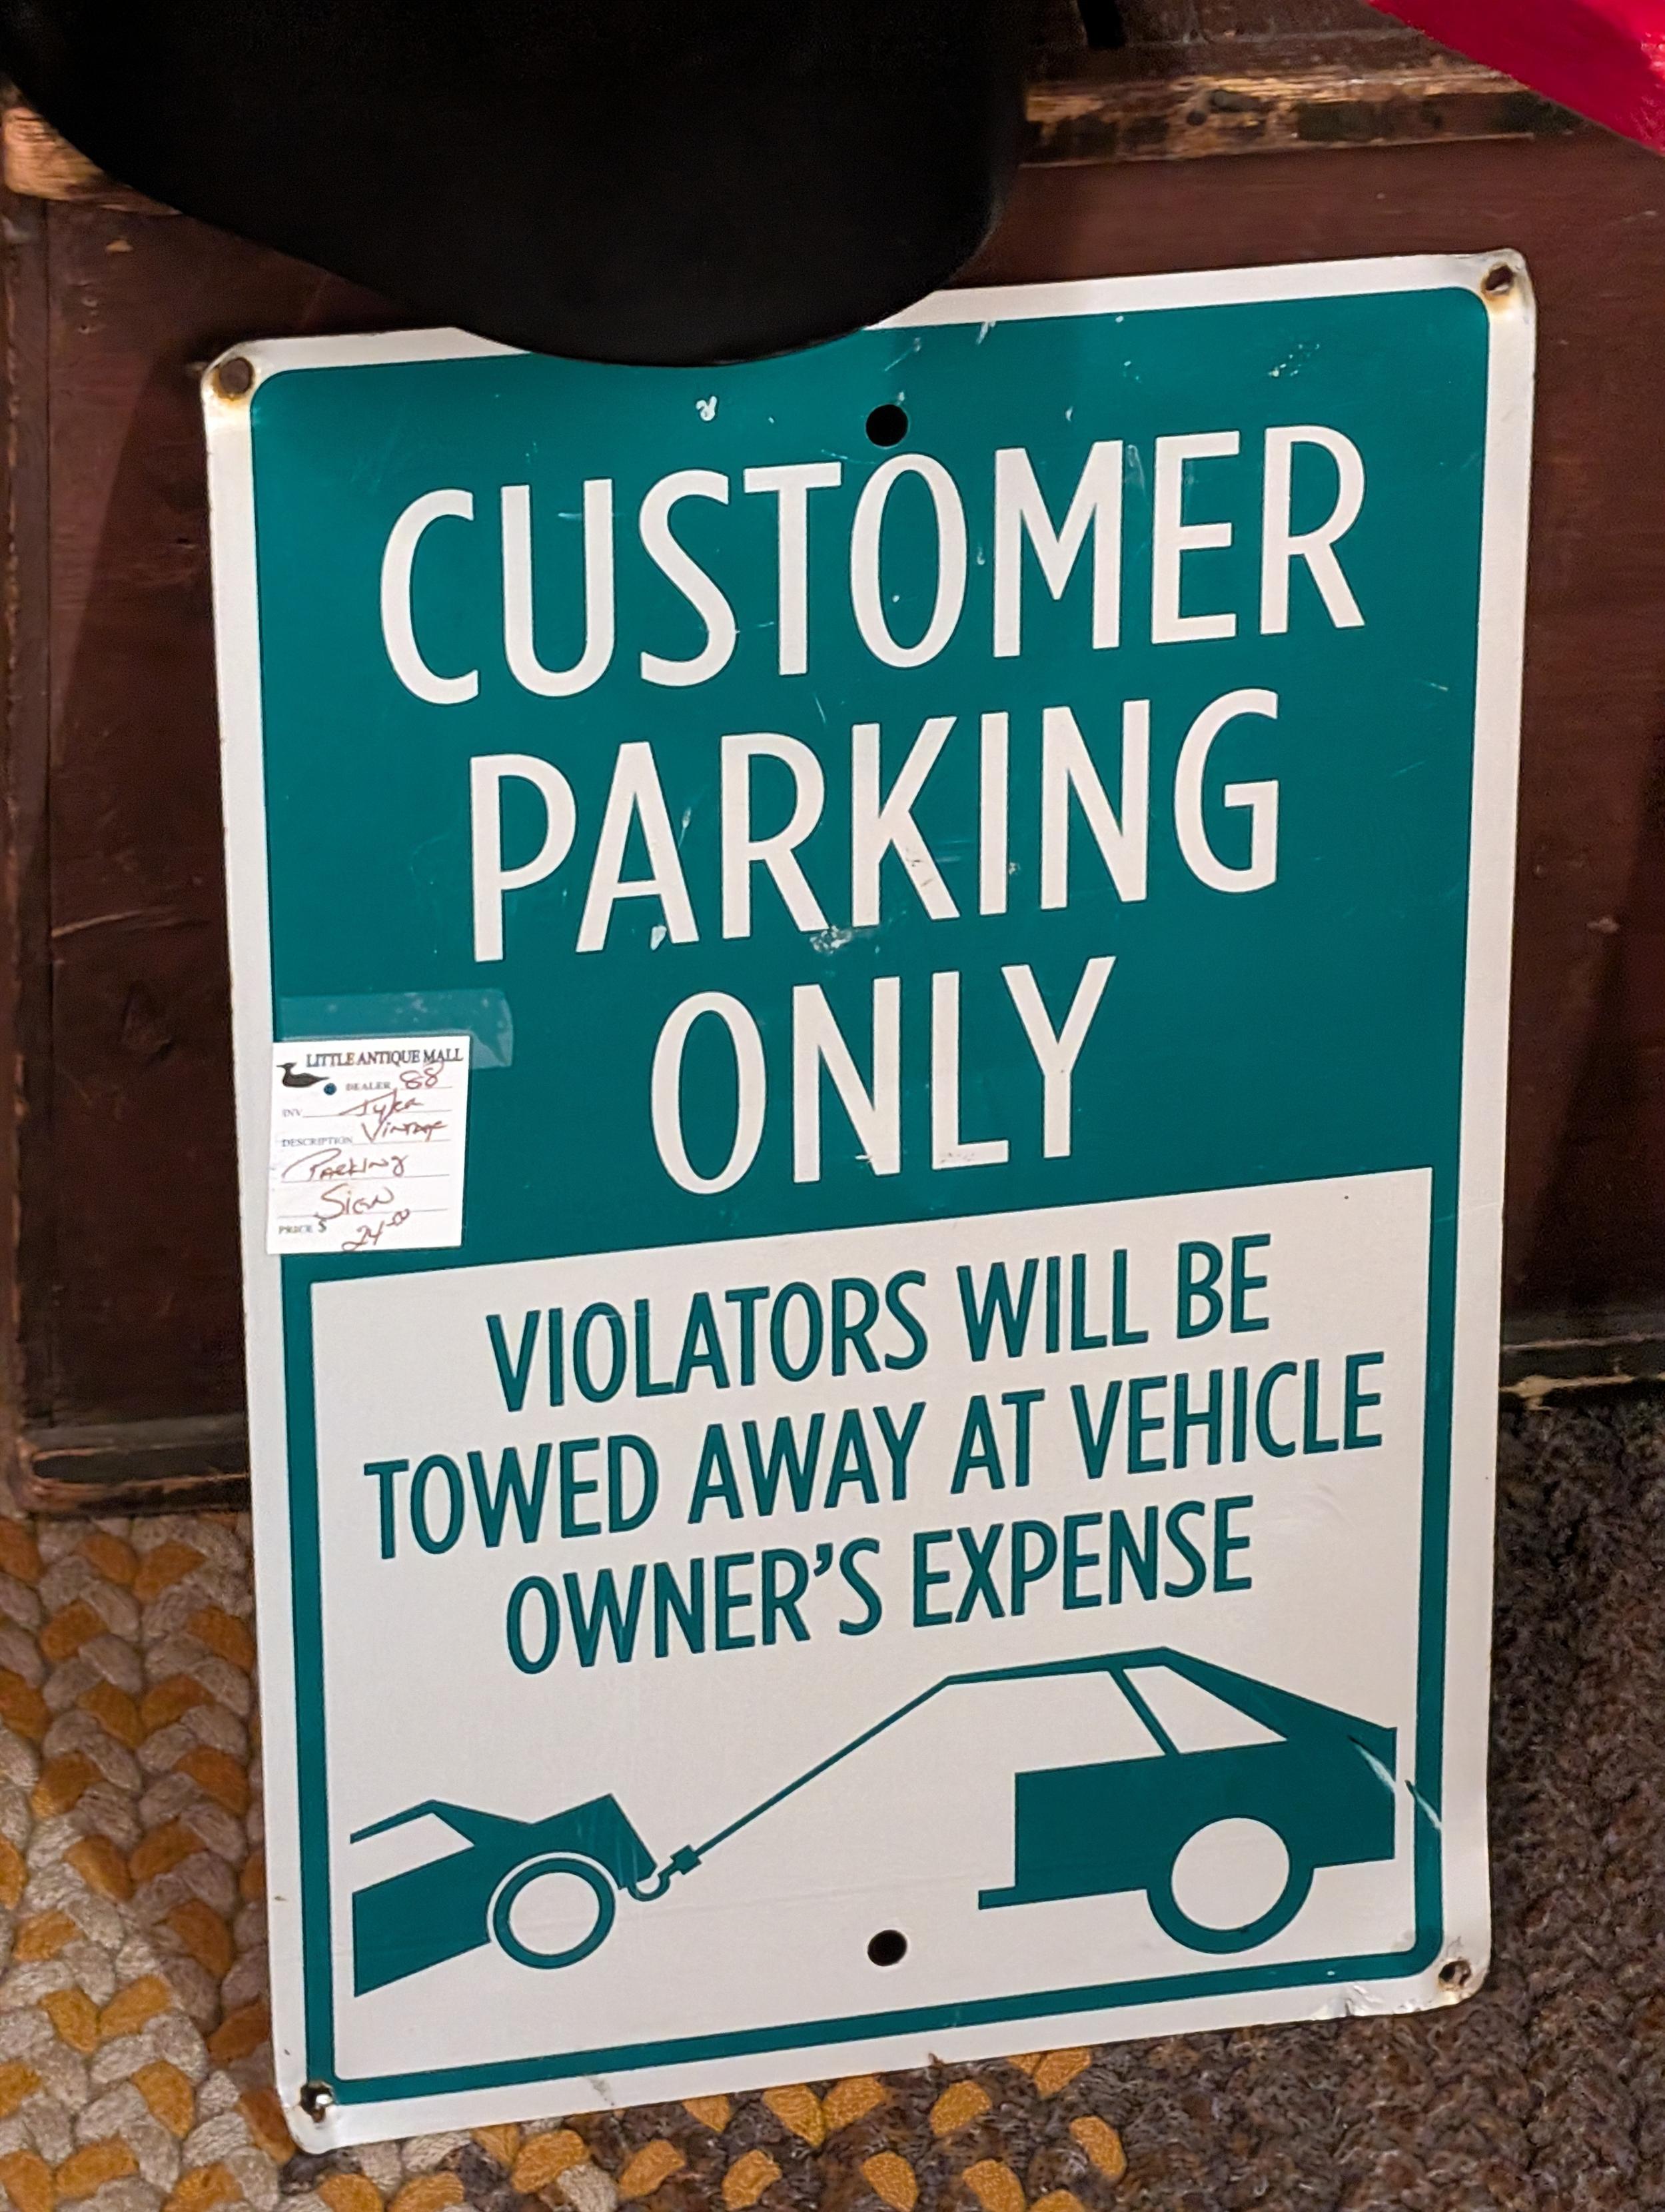 CUSTOMER
PARKING
ONLY
LITTLE ANTIQUE MALL
DEALER 88
INV
DESCRIPTION Vintage
Parking
Sign
PRICE $ 24.00
VIOLATORS WILL BE
TOWED AWAY AT VEHICLE
OWNER'S EXPENSE